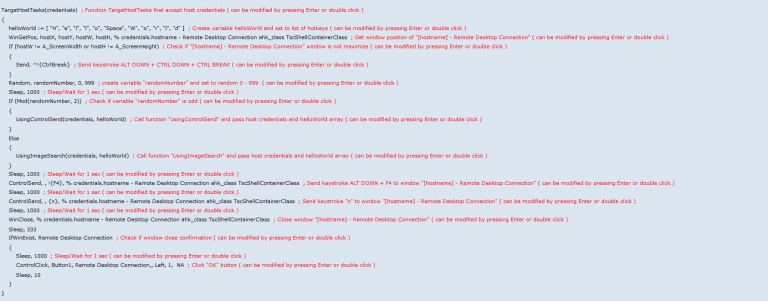 TargetHostTasks(credentials) ; Function TargetHostTasks that accept host credentials ( can be modified by pressing Enter or double click )
{
helloWorld := [ "H", "e", "l", "l", "o", "Space", "W", "o", "r", "l", "d" ] ; Create variable helloWorld and set to list of hotkeys ( can be modified by pressing Enter or double click )
WinGetPos, hostX, hostY, hostW, hostH, % credentials.hostname - Remote Desktop Connection ahk_class TscShellContainerClass ; Get window position of "[hostname] - Remote Desktop Connection" ( can be modified by pressing Enter or double click )
If (hostW != A_ScreenWidth or hostH != A_ScreenHeight) ; Check if "[hostname] - Remote Desktop Connection" window is not maximize ( can be modified by pressing Enter or double click )
{
Send, ^!{CtrlBreak} ; Send keystroke ALT DOWN + CTRL DOWN + CTRL BREAK ( can be modified by pressing Enter or double click )
}
Random, randomNumber, 0, 999 ; create variable "randomNumber" and set to random 0 - 999 ( can be modified by pressing Enter or double click )
Sleep, 1000 ; Sleep/Wait for 1 sec ( can be modified by pressing Enter or double click )
If (Mod(randomNumber, 2)) ; Check if variable "randomNumber" is odd ( can be modified by pressing Enter or double click )
{
UsingControlSend(credentials, helloWorld) ; Call function "UsingControlSend" and pass host credentials and helloWorld array ( can be modified by pressing Enter or double click )
}
Else
{
UsingImageSearch(credentials, helloWorld) ; Call function "UsingImageSearch" and pass host credentials and helloWorld array ( can be modified by pressing Enter or double click )
}
Sleep, 1000 ; Sleep/Wait for 1 sec ( can be modified by pressing Enter or double click )
ControlSend, , !{F4}, % credentials.hostname - Remote Desktop Connection ahk_class TscShellContainerClass ; Send keystroke ALT DOWN + F4 to window "[hostname] - Remote Desktop Connection" ( can be modified by pressing Enter or double click )
Sleep, 1000 ; Sleep/Wait for 1 sec ( can be modified by pressing Enter or double click )
ControlSend, , {n}, % credentials.hostname - Remote Desktop Connection ahk_class TscShellContainerClass ; Send keystroke "n" to window "[hostname] - Remote Desktop Connection" ( can be modified by pressing Enter or double click )
Sleep, 1000 ; Sleep/Wait for 1 sec ( can be modified by pressing Enter or double click )
WinClose, % credentials.hostname - Remote Desktop Connection ahk_class TscShellContainerClass ; Close window "[hostname] - Remote Desktop Connection" ( can be modified by pressing Enter or double click )
Sleep, 333
IfWinExist, Remote Desktop Connection ; Check if window close confirmation ( can be modified by pressing Enter or double click )
{
Sleep, 1000 ; Sleep/Wait for 1 sec ( can be modified by pressing Enter or double click )
ControlClick, Button1, Remote Desktop Connection,, Left, 1, NA ; Click "OK" button ( can be modified by pressing Enter or double click )
Sleep, 10
}
}